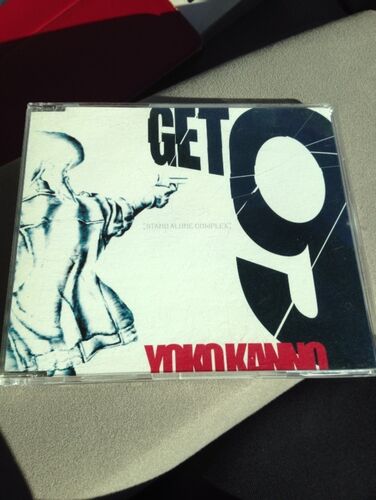 GET
9
[STAND ALONE COMPLEX]
YOKO KANNO